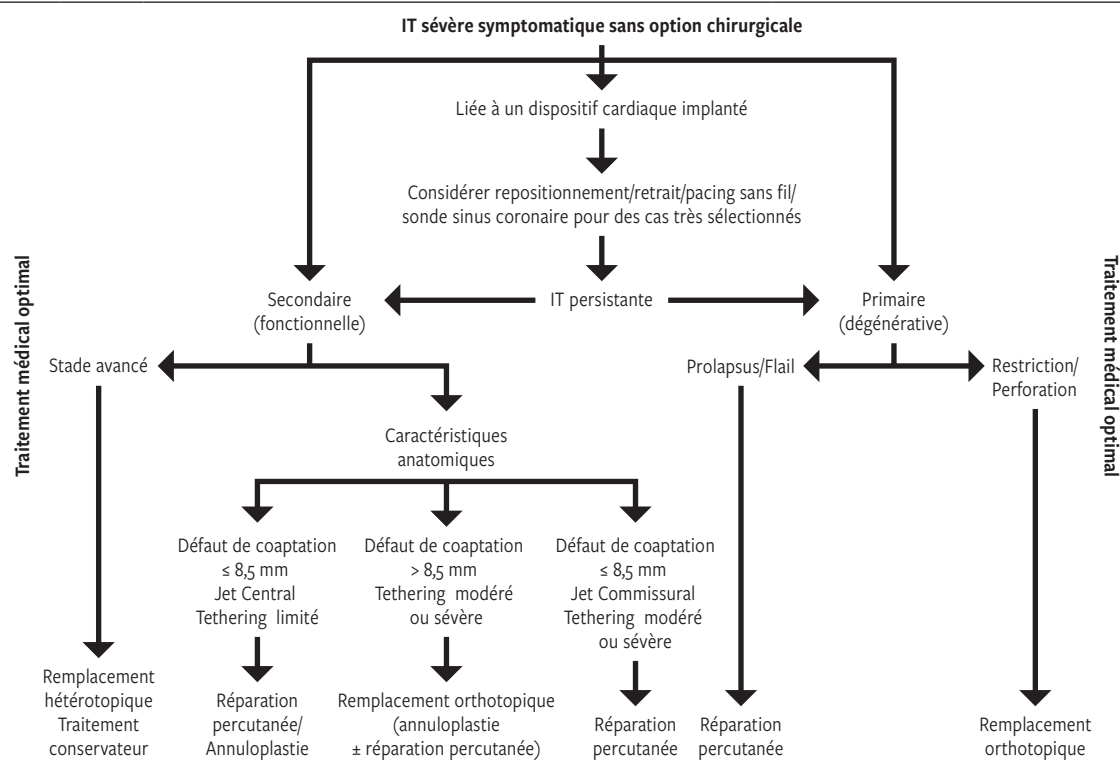 IT sévère symptomatique sans option chirurgicale
Liée à un dispositif cardiaque implanté
Considérer repositionnement/retrait/pacing sans fil/
sonde sinus coronaire pour des cas très sélectionnés
Traitement médical optimal
Secondaire
(fonctionnelle)
IT persistante
Primaire
(dégénérative)
Traitement médical optimal
Stade avancé
Prolapsus/Flail
Restriction/
Perforation
Caractéristiques
anatomiques
Défaut de coaptation
≤ 8,5 mm
Jet Central
Tethering limité
Défaut de coaptation
> 8,5 mm
Tethering modéré
ou sévère
Défaut de coaptation
≤ 8,5 mm
Jet Commissural
Tethering modéré
ou sévère
Remplacement
hétérotopique
Traitement
conservateur
Réparation
percutanée/
Annuloplastie
Remplacement orthotopique
(annuloplastie
± réparation percutanée)
Réparation
percutanée
Réparation
percutanée
Remplacement
orthotopique